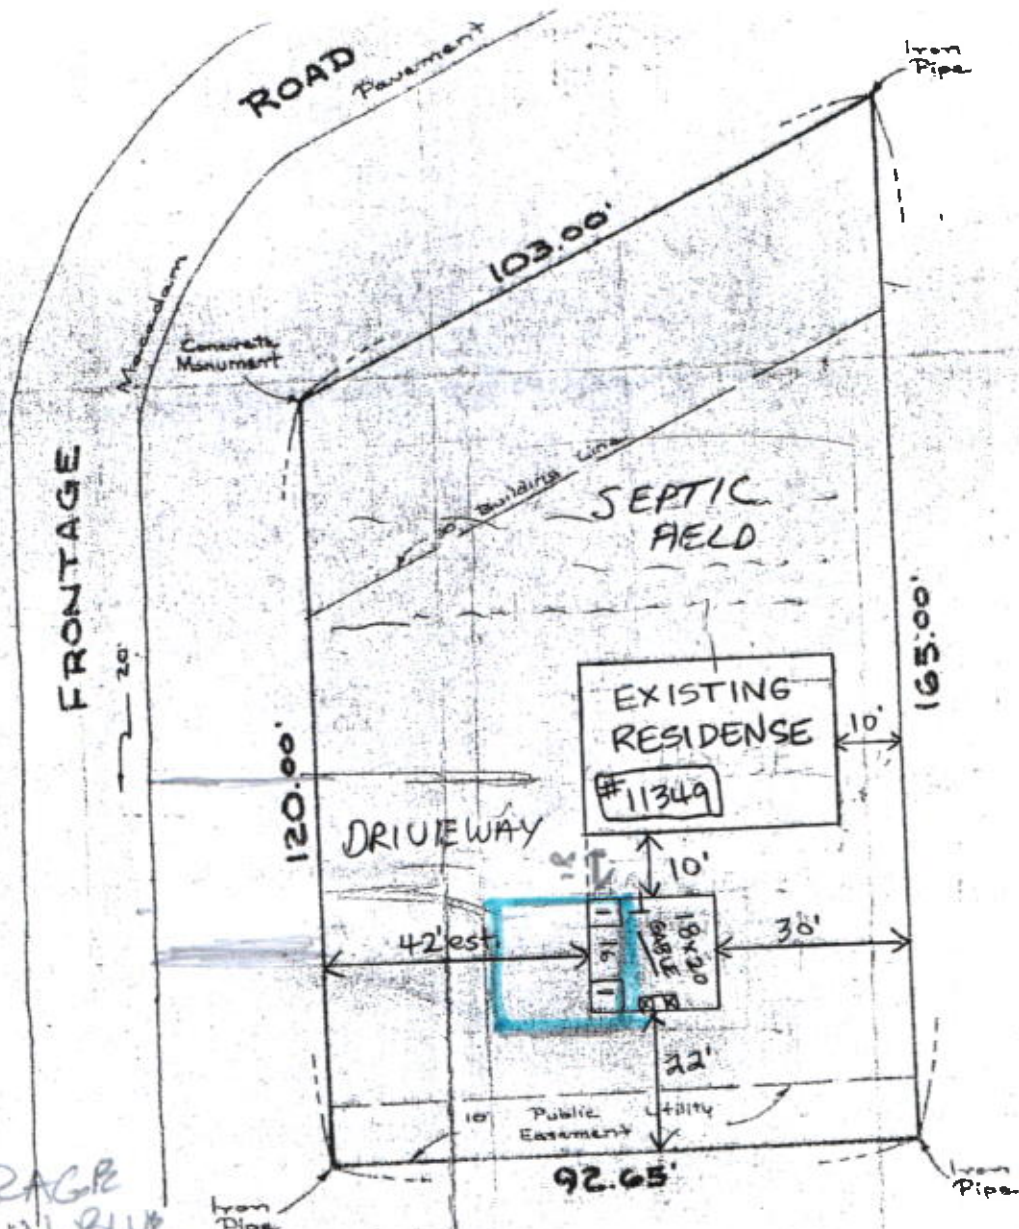 Iron
Pipe
ROAD
Pavement
103.00'
Macadam
Concrete
Monument
FRONTAGE
20'
Building Line
SEPTIC
FIELD
165.00'
EXISTING
RESIDENSE
#11349
10'
120.00'
DRIVEWAY
10'
42' est.
16
18x20
GABLE
30'
22'
10' Public Utility
Easement
92.65'
Iron
Pipe
Iron
Pipe